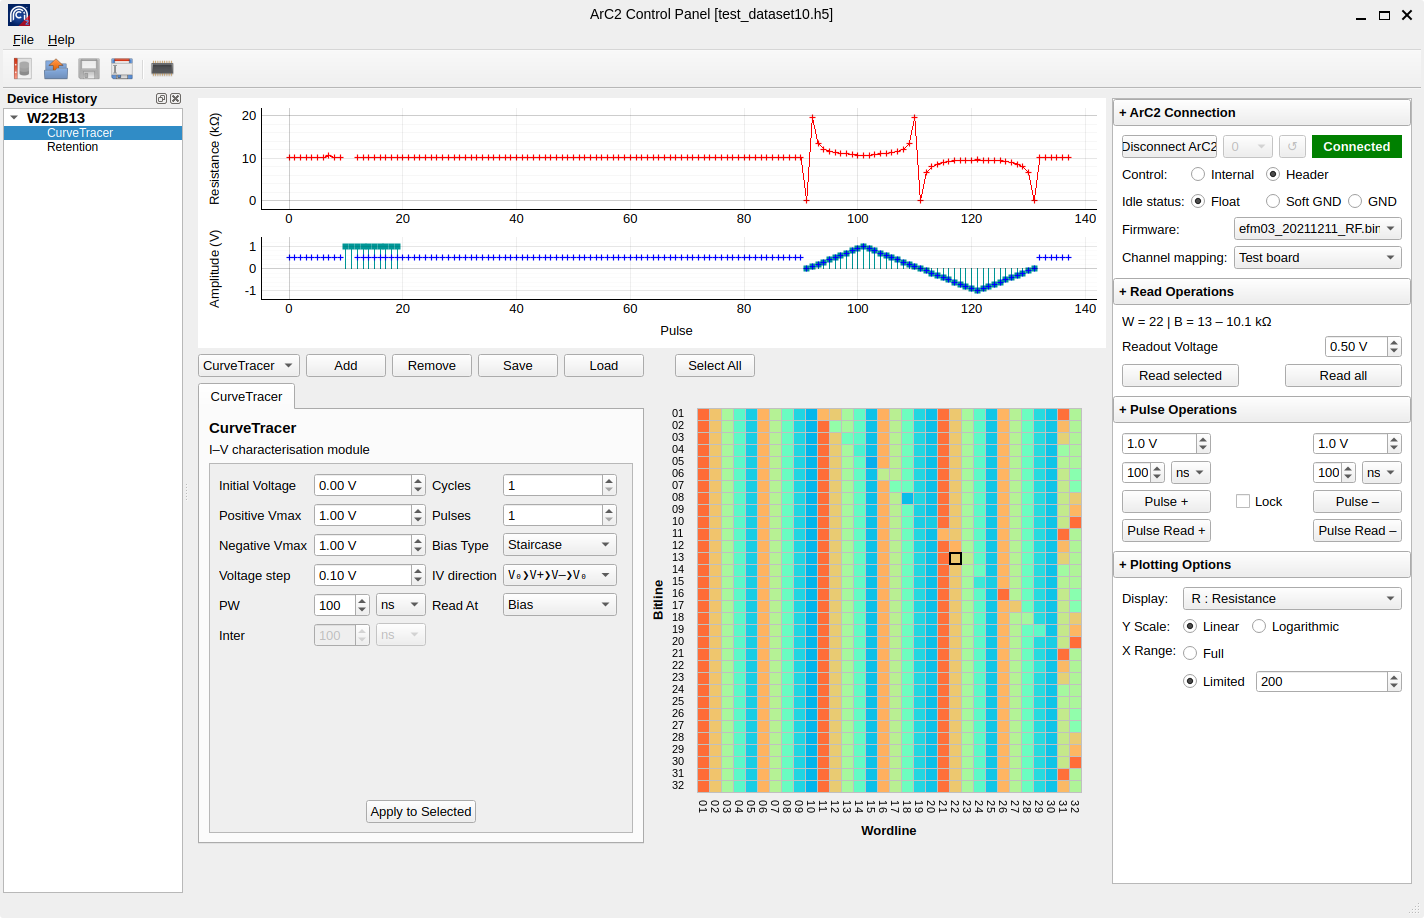 ArC2 Control Panel [test_dataset10.h5]
File Help
Device History
W22B13
CurveTracer
Retention
Resistance (kΩ)
20
10
0
0 20 40 60 80 100 120 140
Amplitude (V)
1
0
-1
0 20 40 60 80 100 120 140
Pulse
CurveTracer Add Remove Save Load Select All
CurveTracer
CurveTracer
I–V characterisation module
Initial Voltage 0.00 V Cycles 1
Positive Vmax 1.00 V Pulses 1
Negative Vmax 1.00 V Bias Type Staircase
Voltage step 0.10 V IV direction V₀❯V+❯V–❯V₀
PW 100 ns Read At Bias
Inter 100 ns
Apply to Selected
Bitline
01
02
03
04
05
06
07
08
09
10
11
12
13
14
15
16
17
18
19
20
21
22
23
24
25
26
27
28
29
30
31
32
01 02 03 04 05 06 07 08 09 10 11 12 13 14 15 16 17 18 19 20 21 22 23 24 25 26 27 28 29 30 31 32
Wordline
+ ArC2 Connection
Disconnect ArC2 0 ↺ Connected
Control: Internal Header
Idle status: Float Soft GND GND
Firmware: efm03_20211211_RF.bin
Channel mapping: Test board
+ Read Operations
W = 22 | B = 13 – 10.1 kΩ
Readout Voltage 0.50 V
Read selected Read all
+ Pulse Operations
1.0 V 1.0 V
100 ns 100 ns
Pulse + Lock Pulse –
Pulse Read + Pulse Read –
+ Plotting Options
Display: R : Resistance
Y Scale: Linear Logarithmic
X Range: Full
Limited 200